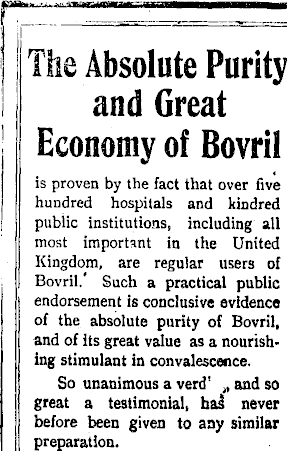 The Absolute Purity
and Great
Economy of Bovril
is proven by the fact that over five
hundred hospitals and kindred
public institutions, including all
most important in the United
Kingdom, are regular users of
Bovril. Such a practical public
endorsement is conclusive evidence
of the absolute purity of Bovril,
and of its great value as a nourish-
ing stimulant in convalescence.
So unanimous a verd' „ and so
great a testimonial, has never
before been given to any similar
preparation.